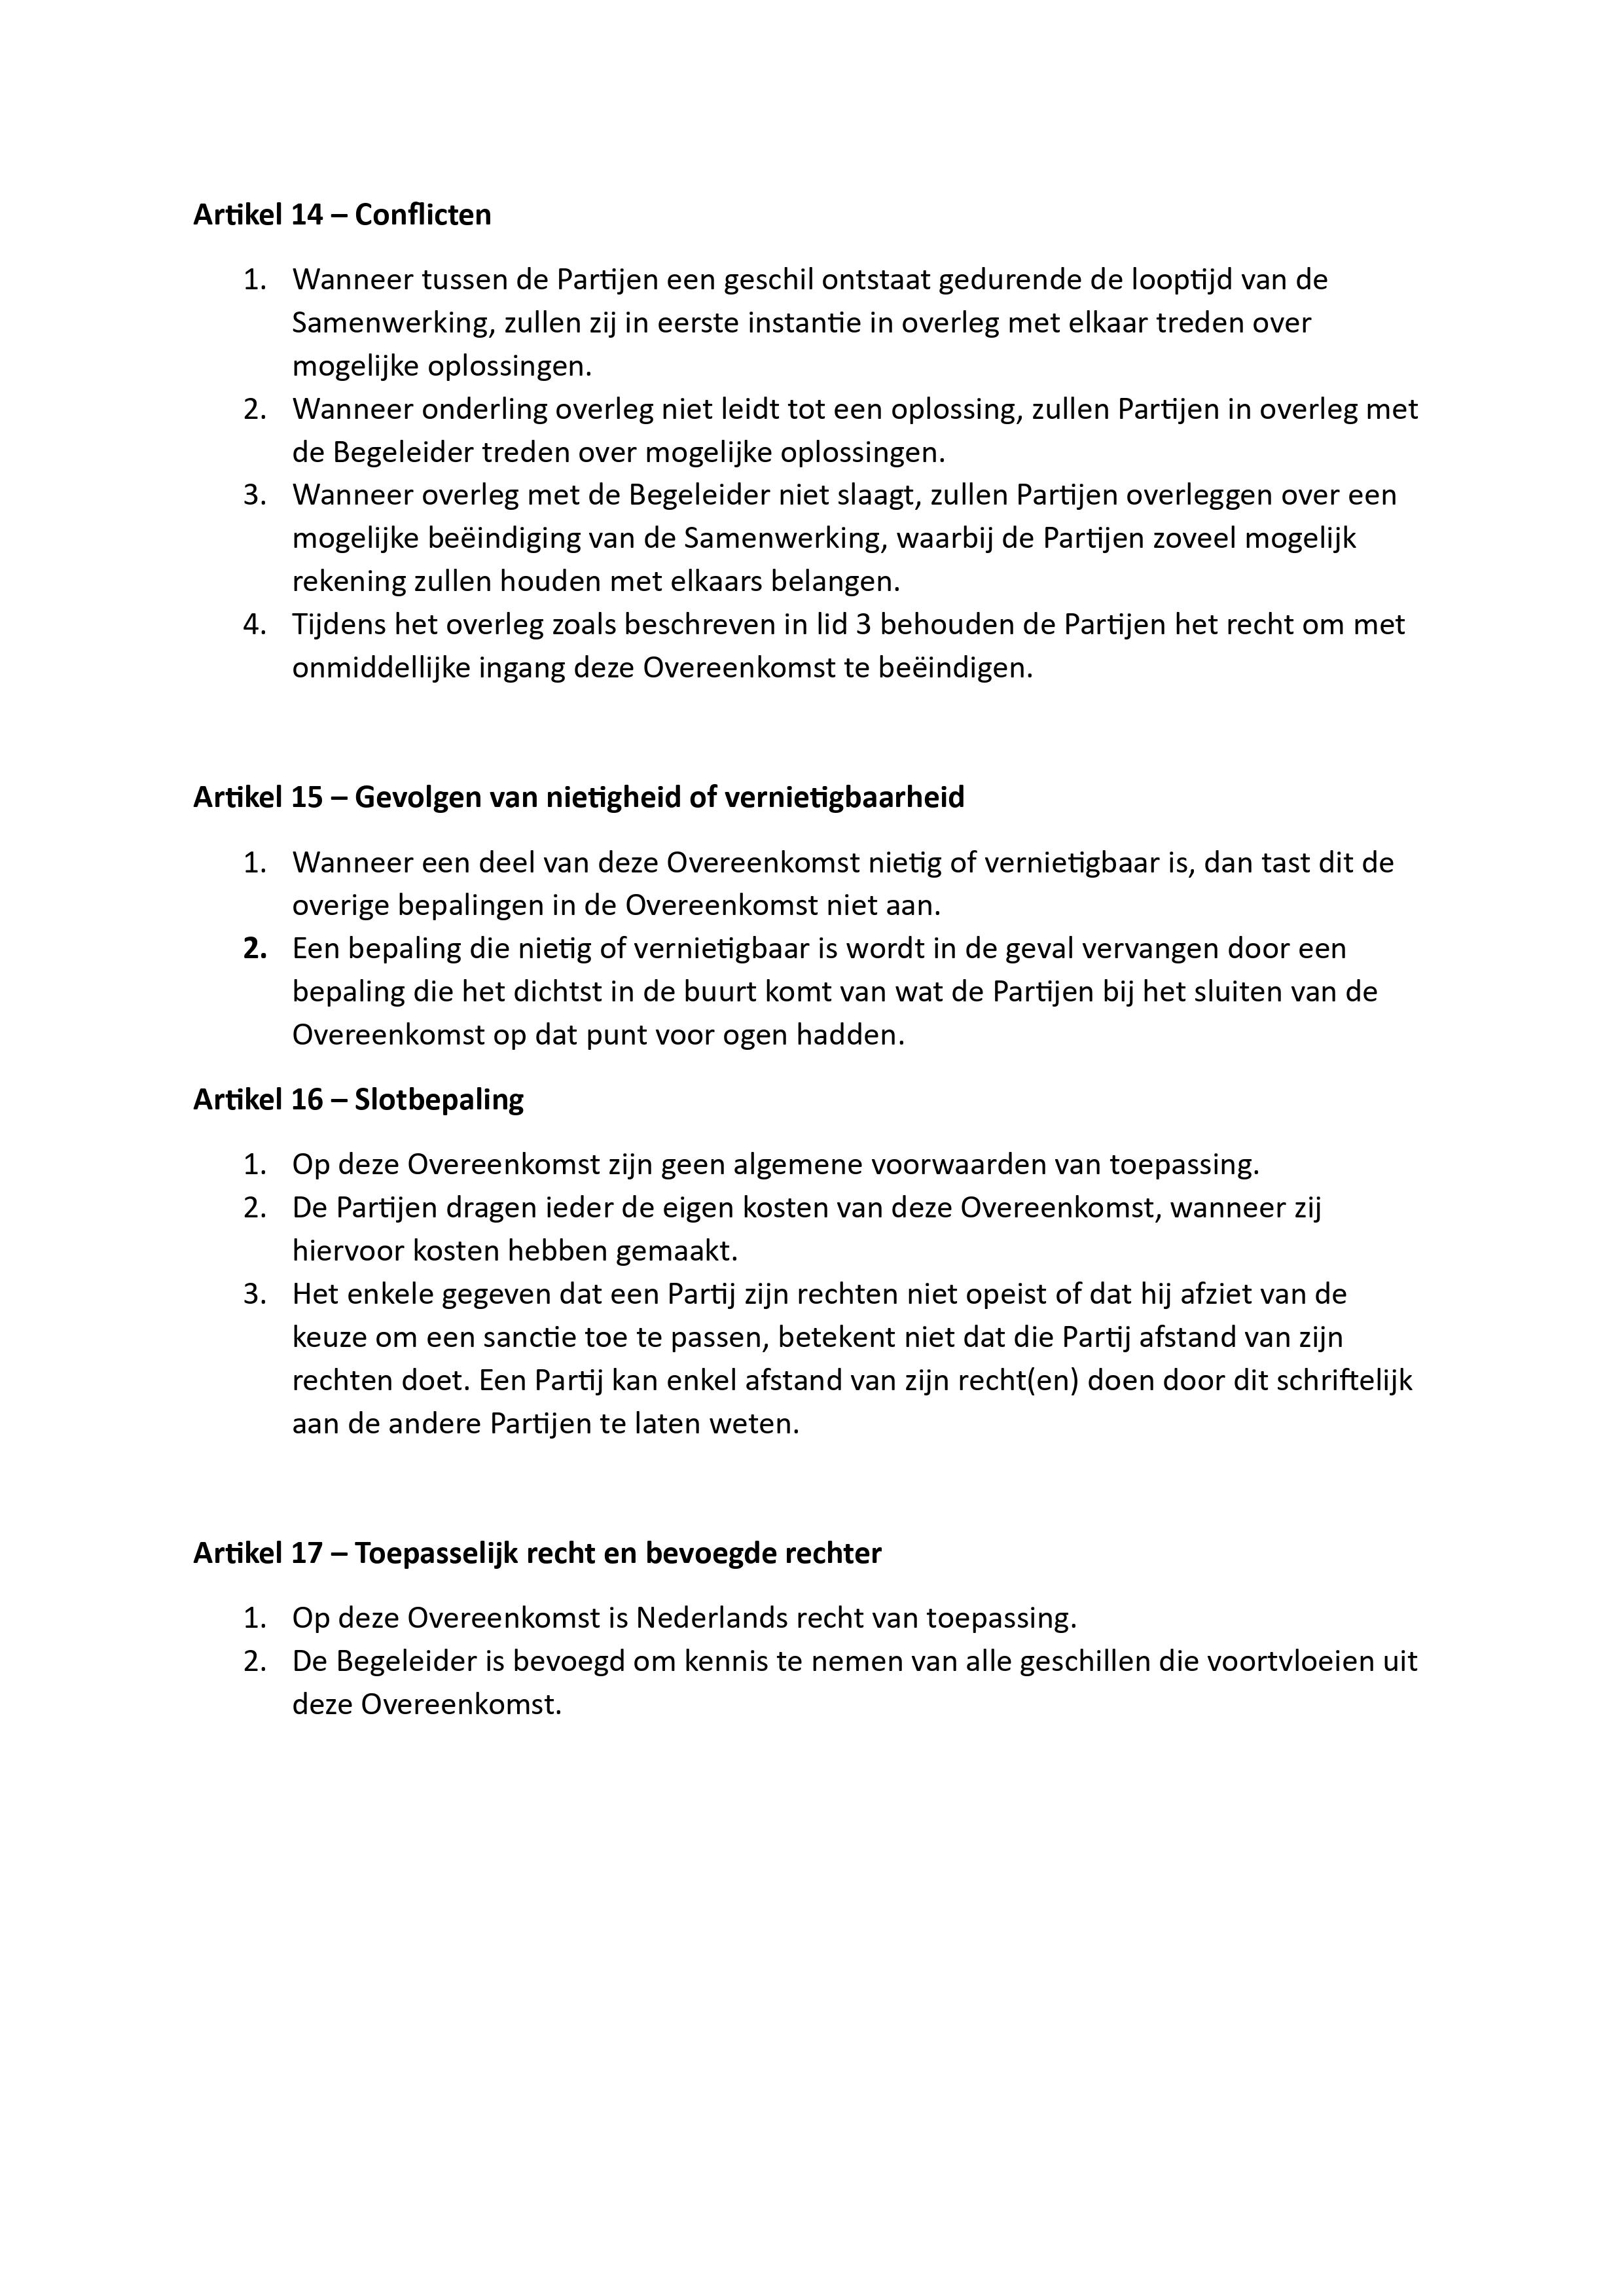 Artikel 14 – Conflicten
1. Wanneer tussen de Partijen een geschil ontstaat gedurende de looptijd van de
Samenwerking, zullen zij in eerste instantie in overleg met elkaar treden over
mogelijke oplossingen.
2. Wanneer onderling overleg niet leidt tot een oplossing, zullen Partijen in overleg met
de Begeleider treden over mogelijke oplossingen.
3. Wanneer overleg met de Begeleider niet slaagt, zullen Partijen overleggen over een
mogelijke beëindiging van de Samenwerking, waarbij de Partijen zoveel mogelijk
rekening zullen houden met elkaars belangen.
4. Tijdens het overleg zoals beschreven in lid 3 behouden de Partijen het recht om met
onmiddellijke ingang deze Overeenkomst te beëindigen.
Artikel 15 – Gevolgen van nietigheid of vernietigbaarheid
1. Wanneer een deel van deze Overeenkomst nietig of vernietigbaar is, dan tast dit de
overige bepalingen in de Overeenkomst niet aan.
2. Een bepaling die nietig of vernietigbaar is wordt in de geval vervangen door een
bepaling die het dichtst in de buurt komt van wat de Partijen bij het sluiten van de
Overeenkomst op dat punt voor ogen hadden.
Artikel 16 – Slotbepaling
1. Op deze Overeenkomst zijn geen algemene voorwaarden van toepassing.
2. De Partijen dragen ieder de eigen kosten van deze Overeenkomst, wanneer zij
hiervoor kosten hebben gemaakt.
3. Het enkele gegeven dat een Partij zijn rechten niet opeist of dat hij afziet van de
keuze om een sanctie toe te passen, betekent niet dat die Partij afstand van zijn
rechten doet. Een Partij kan enkel afstand van zijn recht(en) doen door dit schriftelijk
aan de andere Partijen te laten weten.
Artikel 17 – Toepasselijk recht en bevoegde rechter
1. Op deze Overeenkomst is Nederlands recht van toepassing.
2. De Begeleider is bevoegd om kennis te nemen van alle geschillen die voortvloeien uit
deze Overeenkomst.